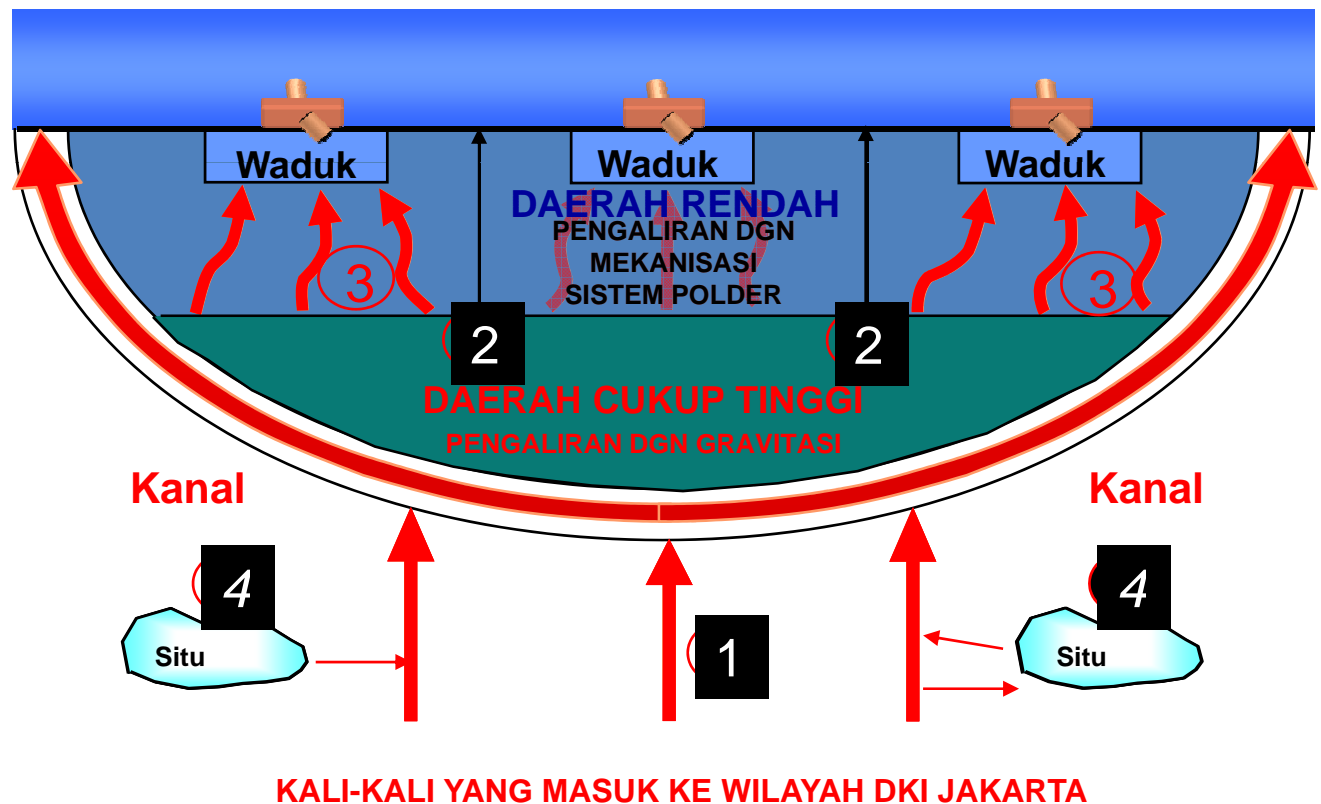 Waduk
Waduk
Waduk
DAERAH RENDAH
PENGALIRAN DGN
MEKANISASI
SISTEM POLDER
3
3
2
2
DAERAH CUKUP TINGGI
PENGALIRAN DGN GRAVITASI
Kanal
Kanal
4
4
1
Situ
Situ
KALI-KALI YANG MASUK KE WILAYAH DKI JAKARTA